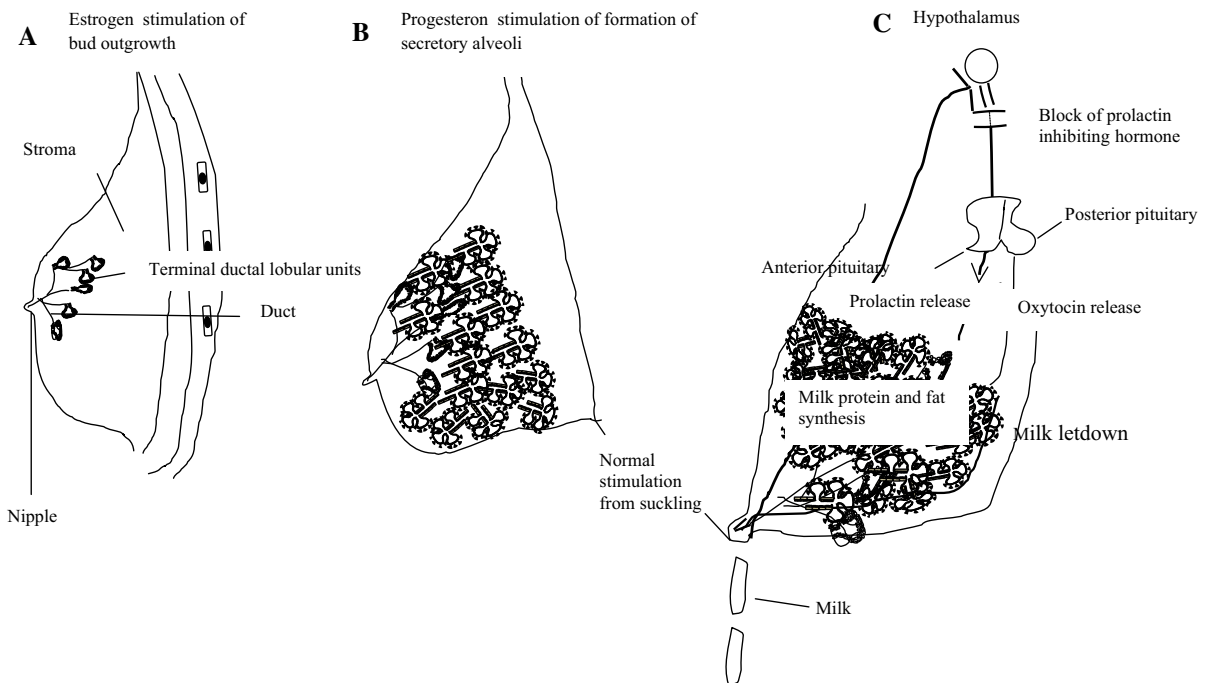 A
Estrogen stimulation of
bud outgrowth
Stroma
Terminal ductal lobular units
Duct
Nipple
B
Progesteron stimulation of formation of
secretory alveoli
C
Hypothalamus
Block of prolactin
inhibiting hormone
Posterior pituitary
Anterior pituitary
Prolactin release
Oxytocin release
Milk protein and fat
synthesis
Milk letdown
Normal
stimulation
from suckling
Milk